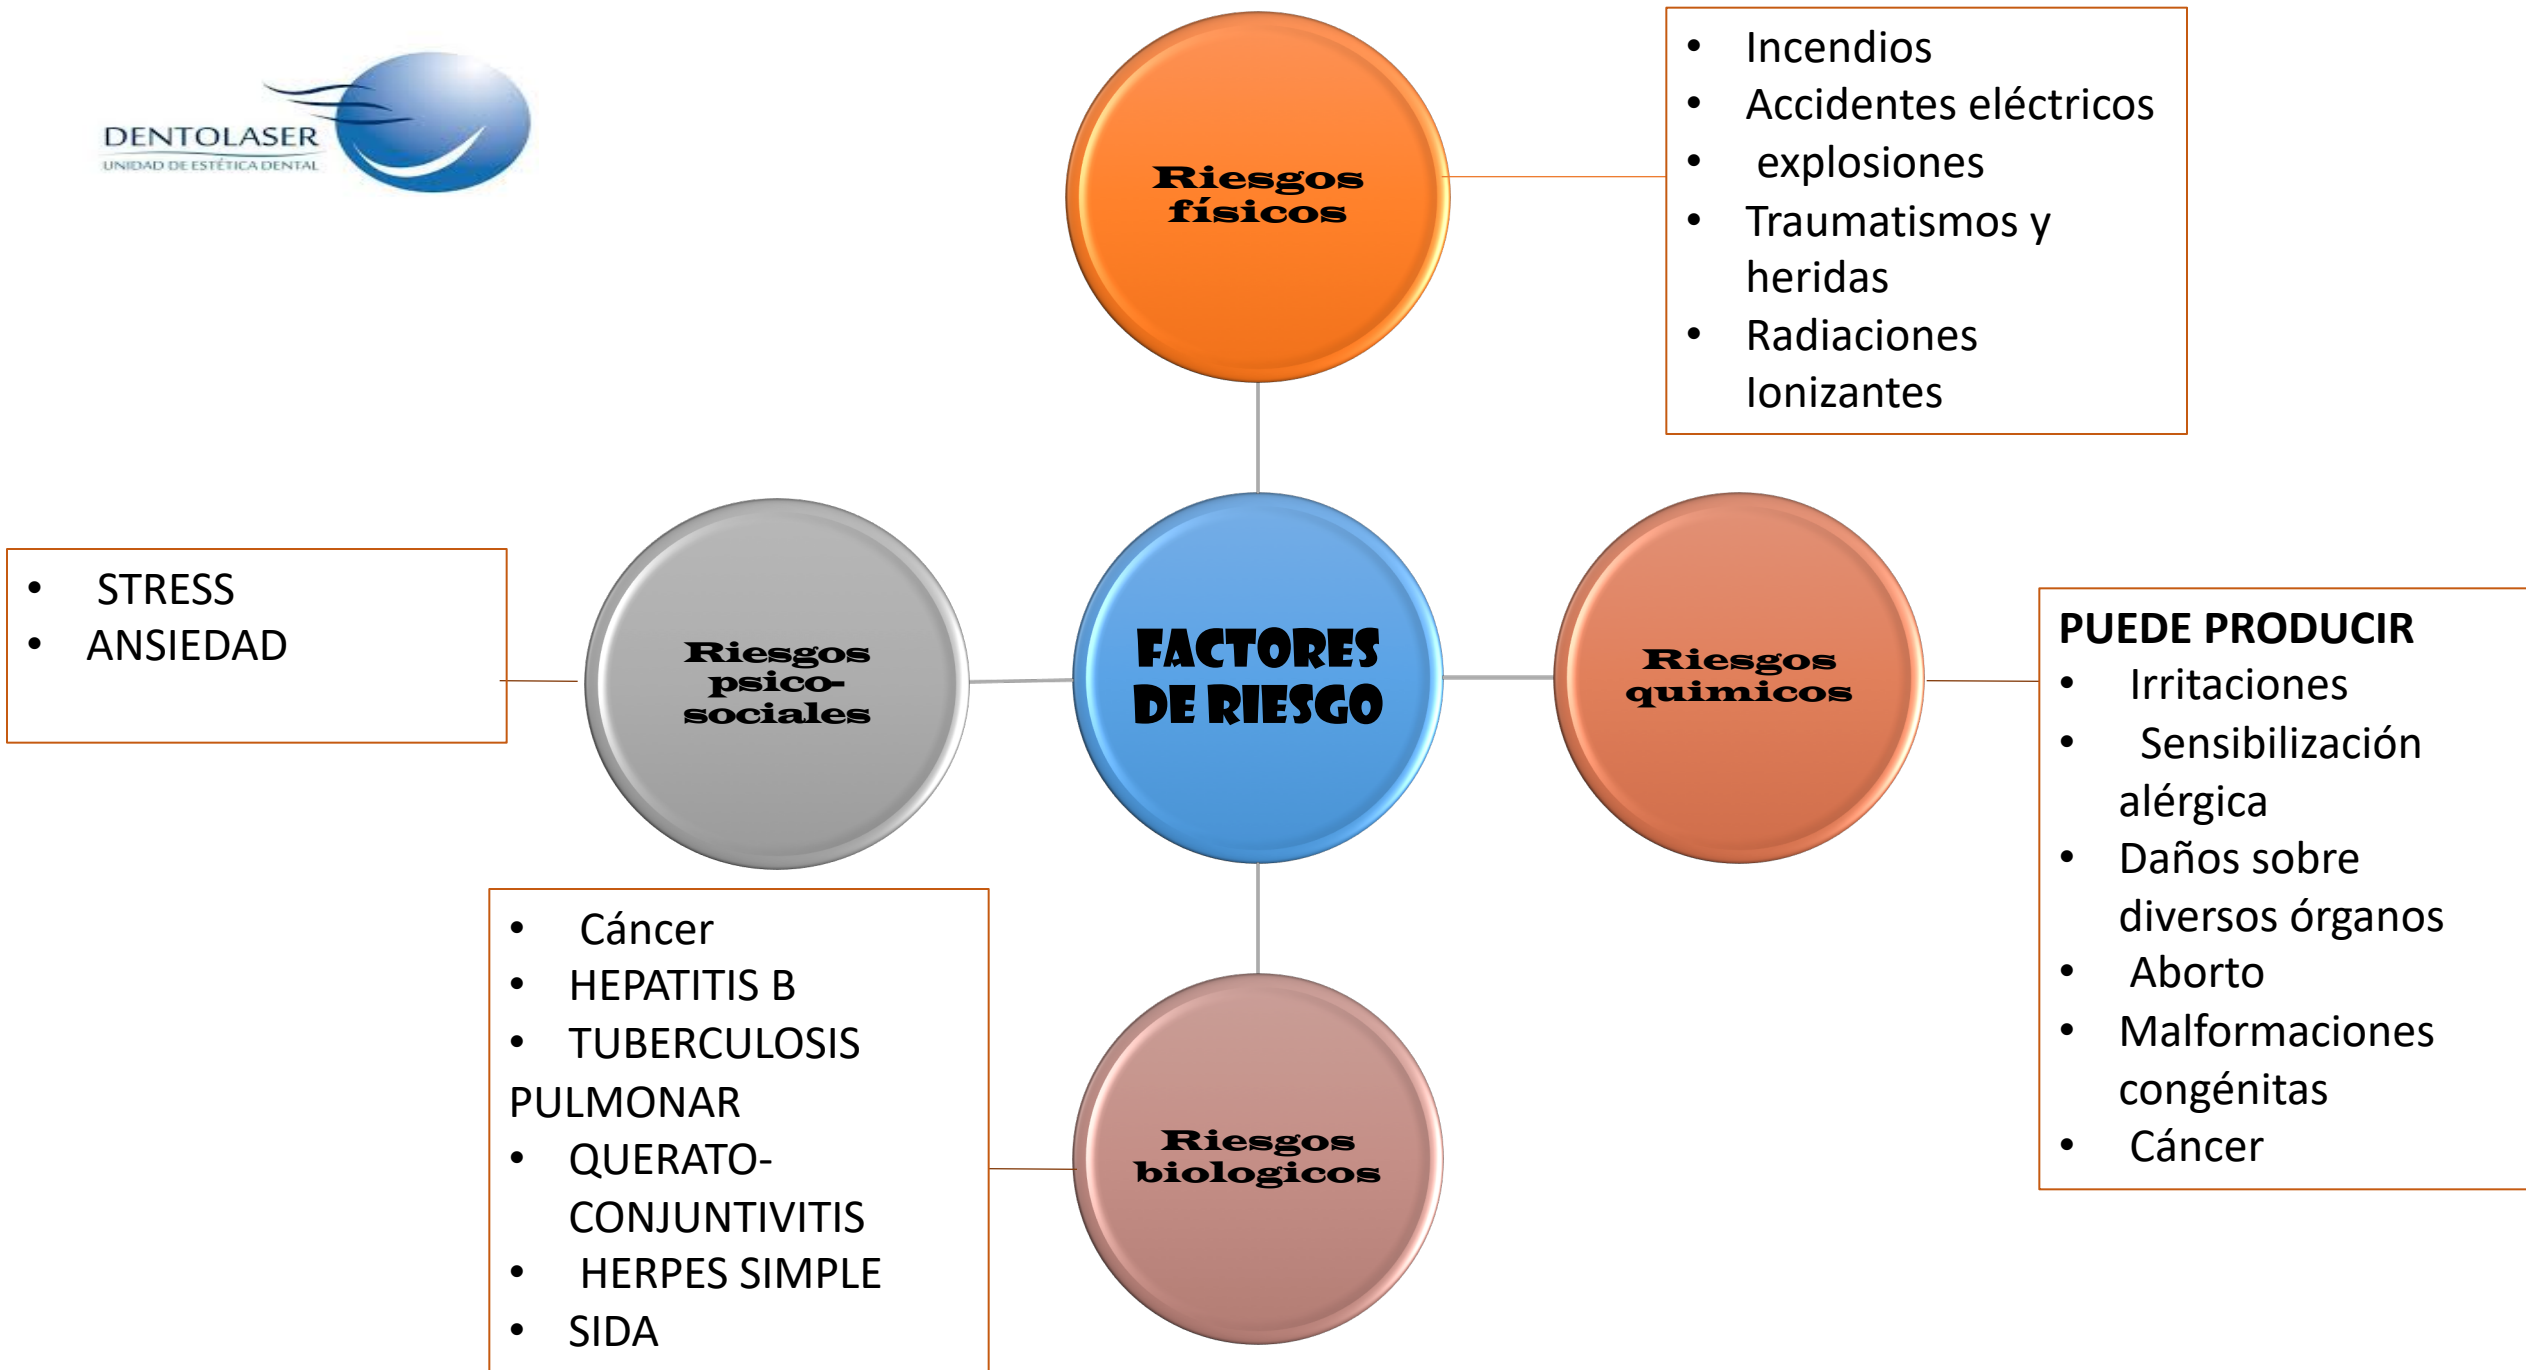 DENTOLASER
UNIDAD DE ESTÉTICA DENTAL
Riesgos
físicos
• Incendios
• Accidentes eléctricos
• explosiones
• Traumatismos y
heridas
• Radiaciones
Ionizantes
• STRESS
• ANSIEDAD
Riesgos
psico-
sociales
FACTORES
DE RIESGO
Riesgos
quimicos
PUEDE PRODUCIR
• Irritaciones
• Sensibilización
alérgica
• Daños sobre
diversos órganos
• Aborto
• Malformaciones
congénitas
• Cáncer
• Cáncer
• HEPATITIS B
• TUBERCULOSIS
PULMONAR
• QUERATO-
CONJUNTIVITIS
• HERPES SIMPLE
• SIDA
Riesgos
biologicos